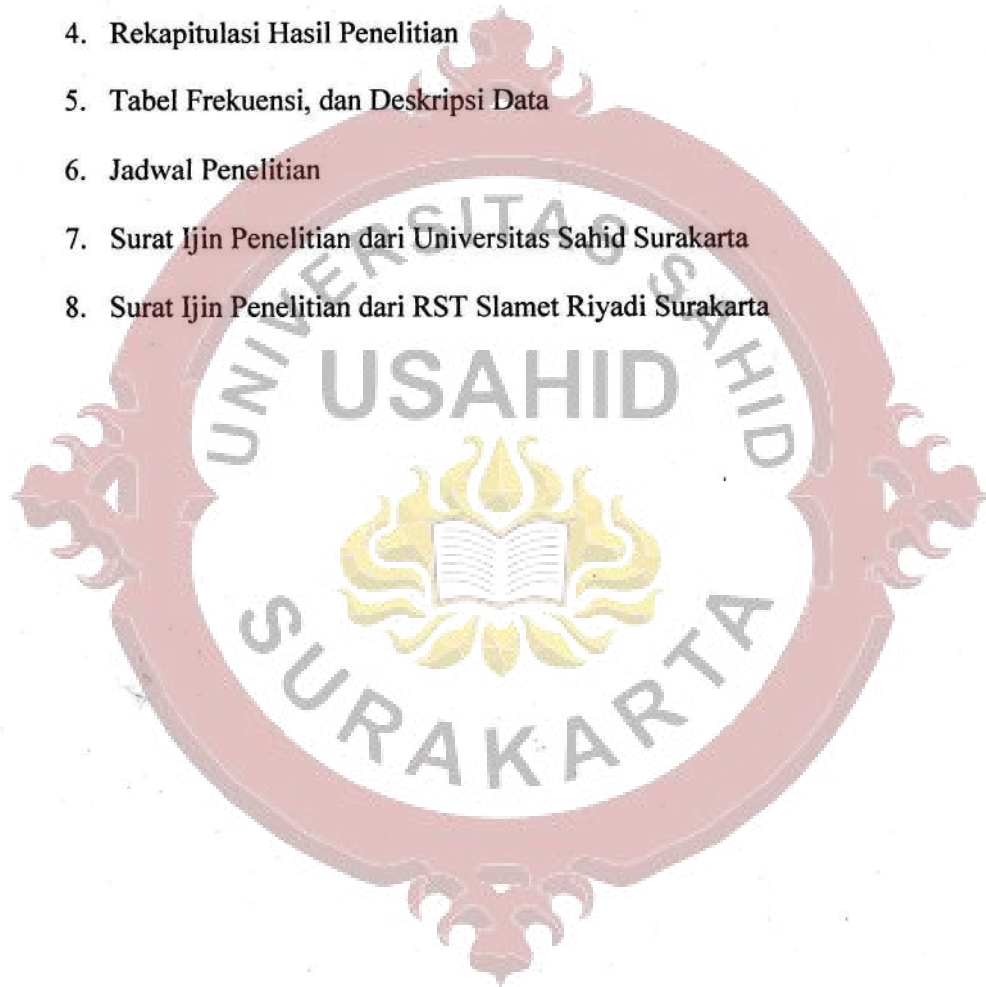 4. Rekapitulasi Hasil Penelitian
5. Tabel Frekuensi, dan Deskripsi Data
6. Jadwal Penelitian
7. Surat Ijin Penelitian dari Universitas Sahid Surakarta
8. Surat Ijin Penelitian dari RST Slamet Riyadi Surakarta
UNIVERSITAS SAHID
USAHID
SURAKARTA